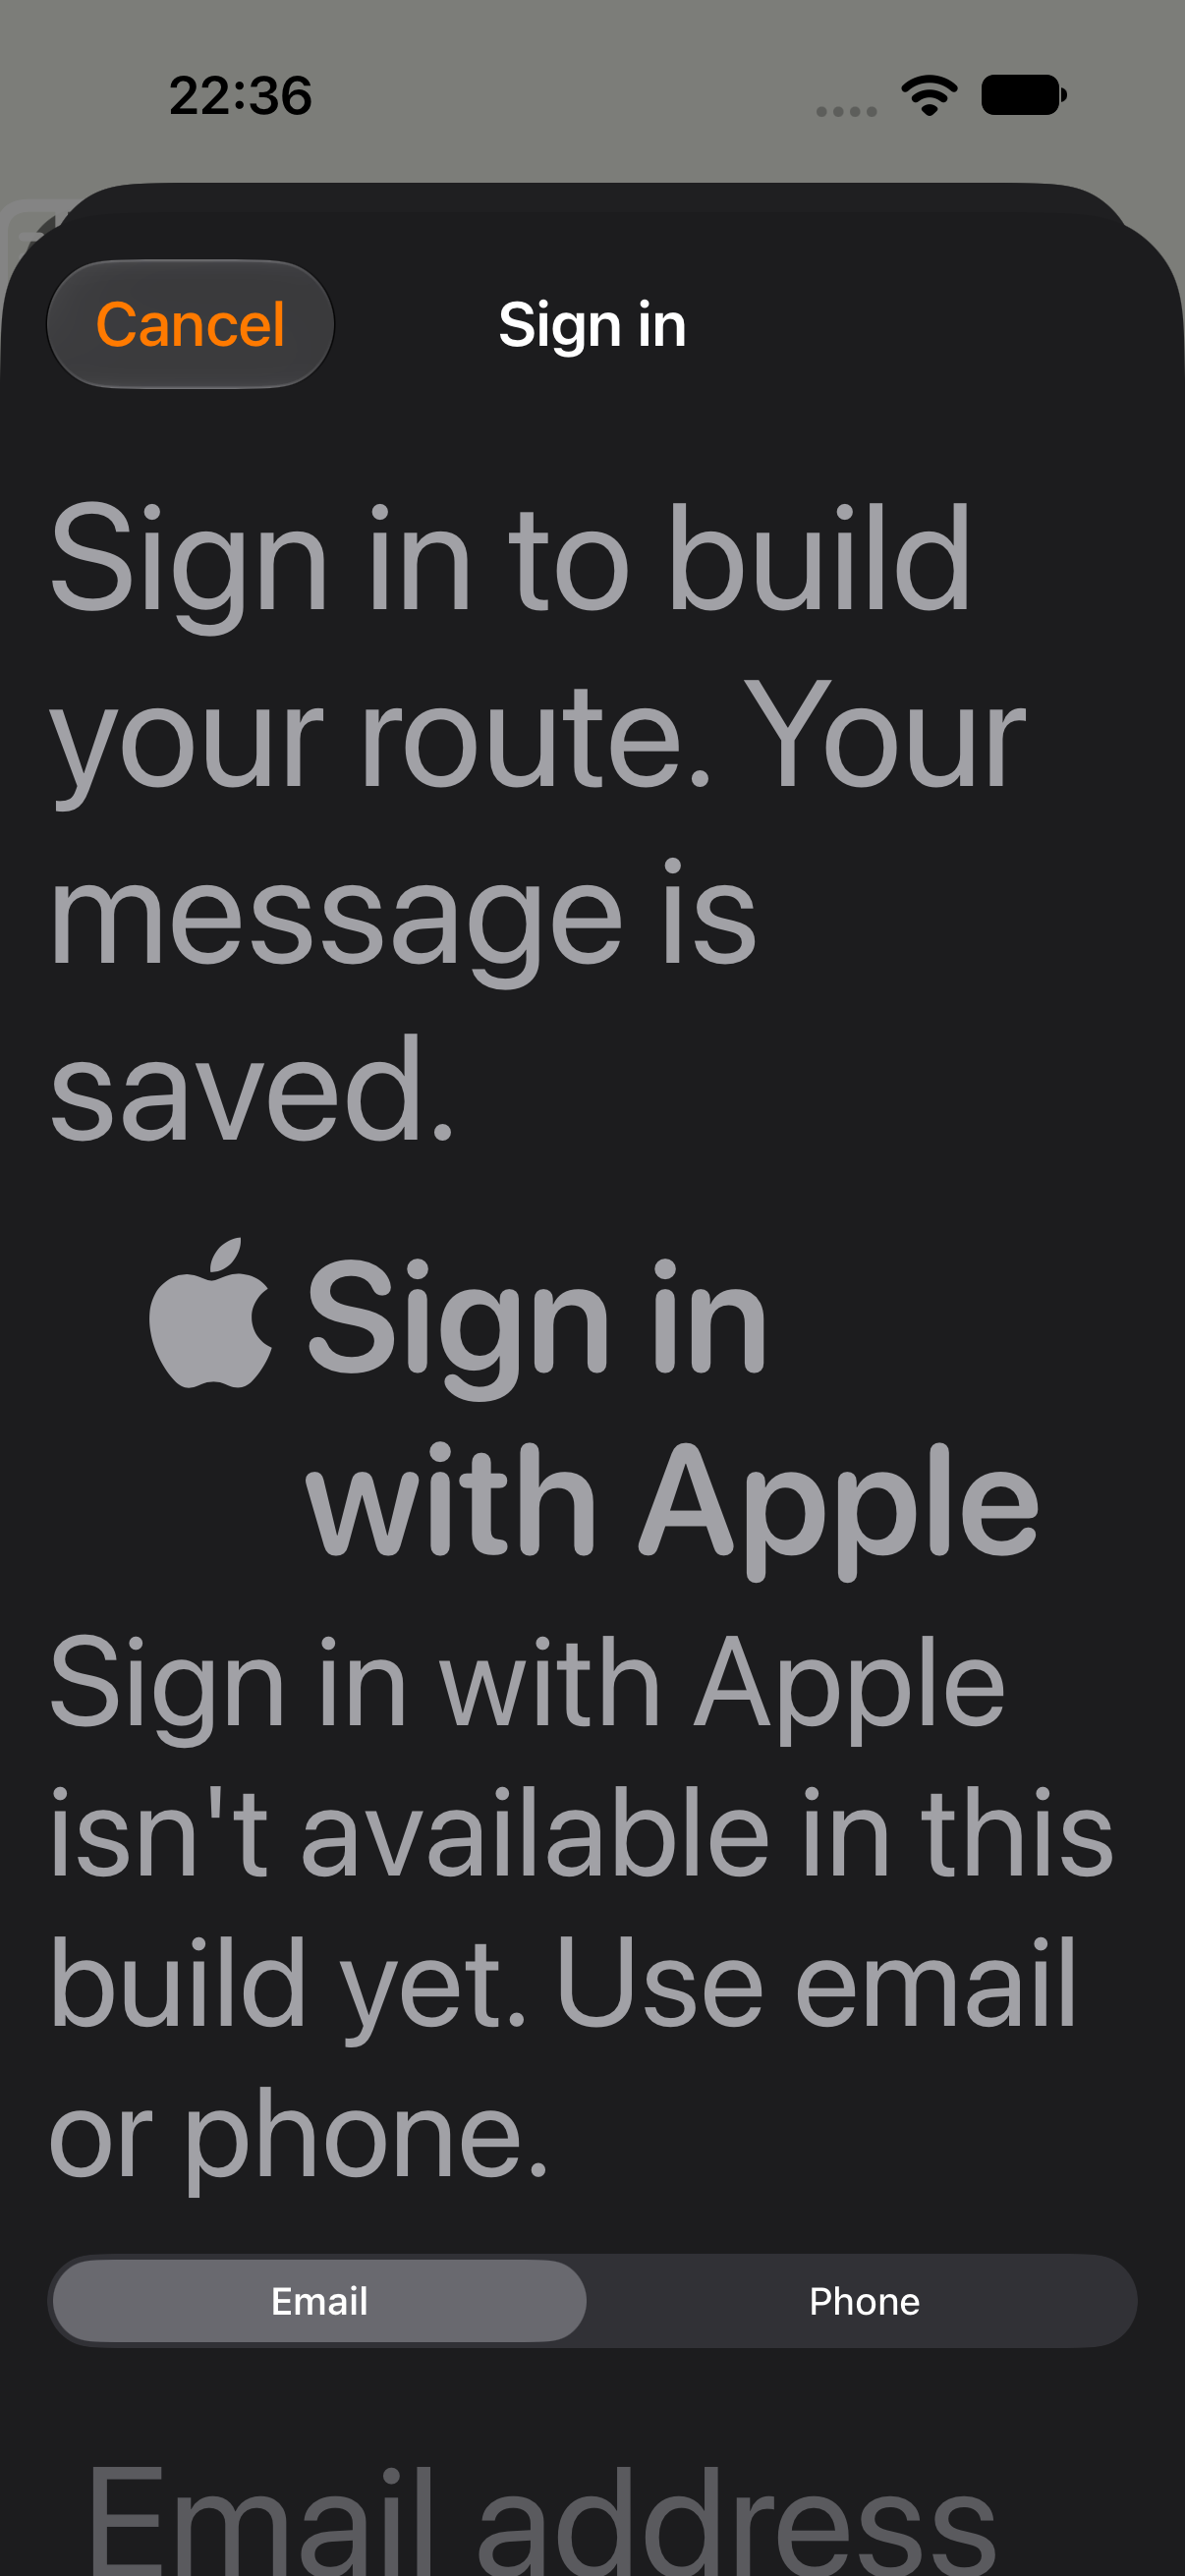 22:36
Cancel
Sign in
Sign in to build
your route. Your
message is
saved.
Sign in
with Apple
Sign in with Apple
isn't available in this
build yet. Use email
or phone.
Email
Phone
Email address